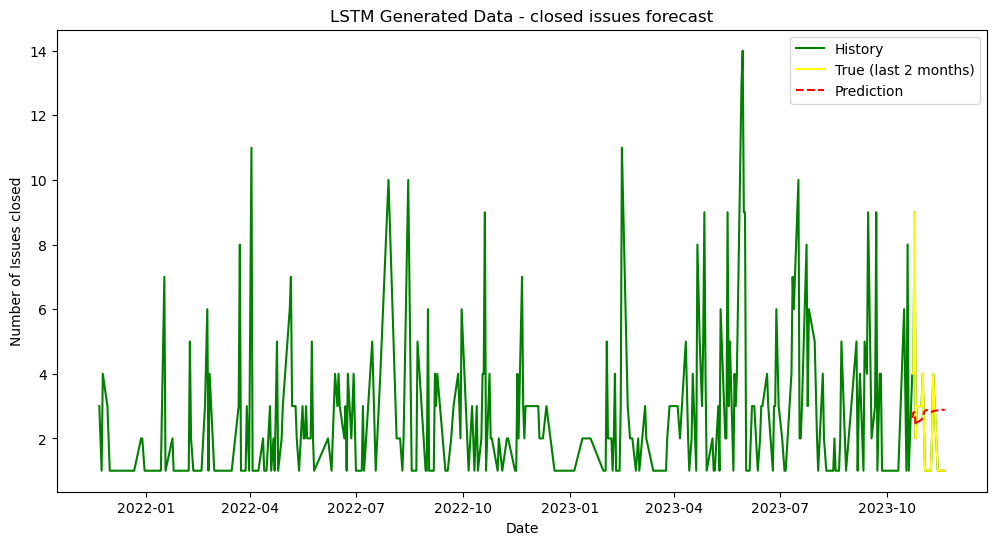 LSTM Generated Data - closed issues forecast
History
True (last 2 months)
Prediction
Number of Issues closed
14
12
10
8
6
4
2
2022-01
2022-04
2022-07
2022-10
2023-01
2023-04
2023-07
2023-10
Date